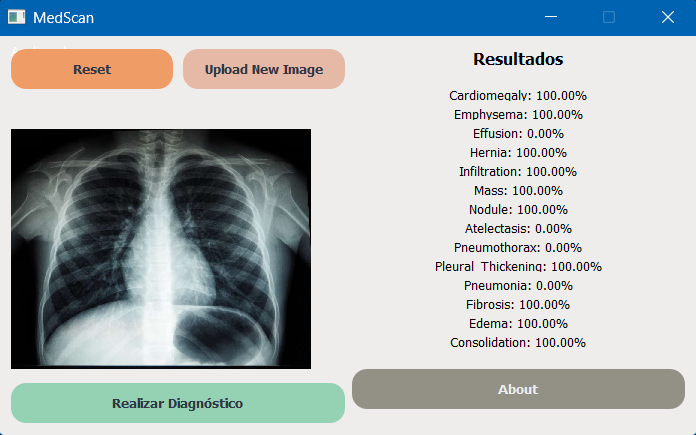 MedScan
Reset
Upload New Image
Realizar Diagnóstico
Resultados
Cardiomegaly: 100.00%
Emphysema: 100.00%
Effusion: 0.00%
Hernia: 100.00%
Infiltration: 100.00%
Mass: 100.00%
Nodule: 100.00%
Atelectasis: 0.00%
Pneumothorax: 0.00%
Pleural_Thickening: 100.00%
Pneumonia: 0.00%
Fibrosis: 100.00%
Edema: 100.00%
Consolidation: 100.00%
About